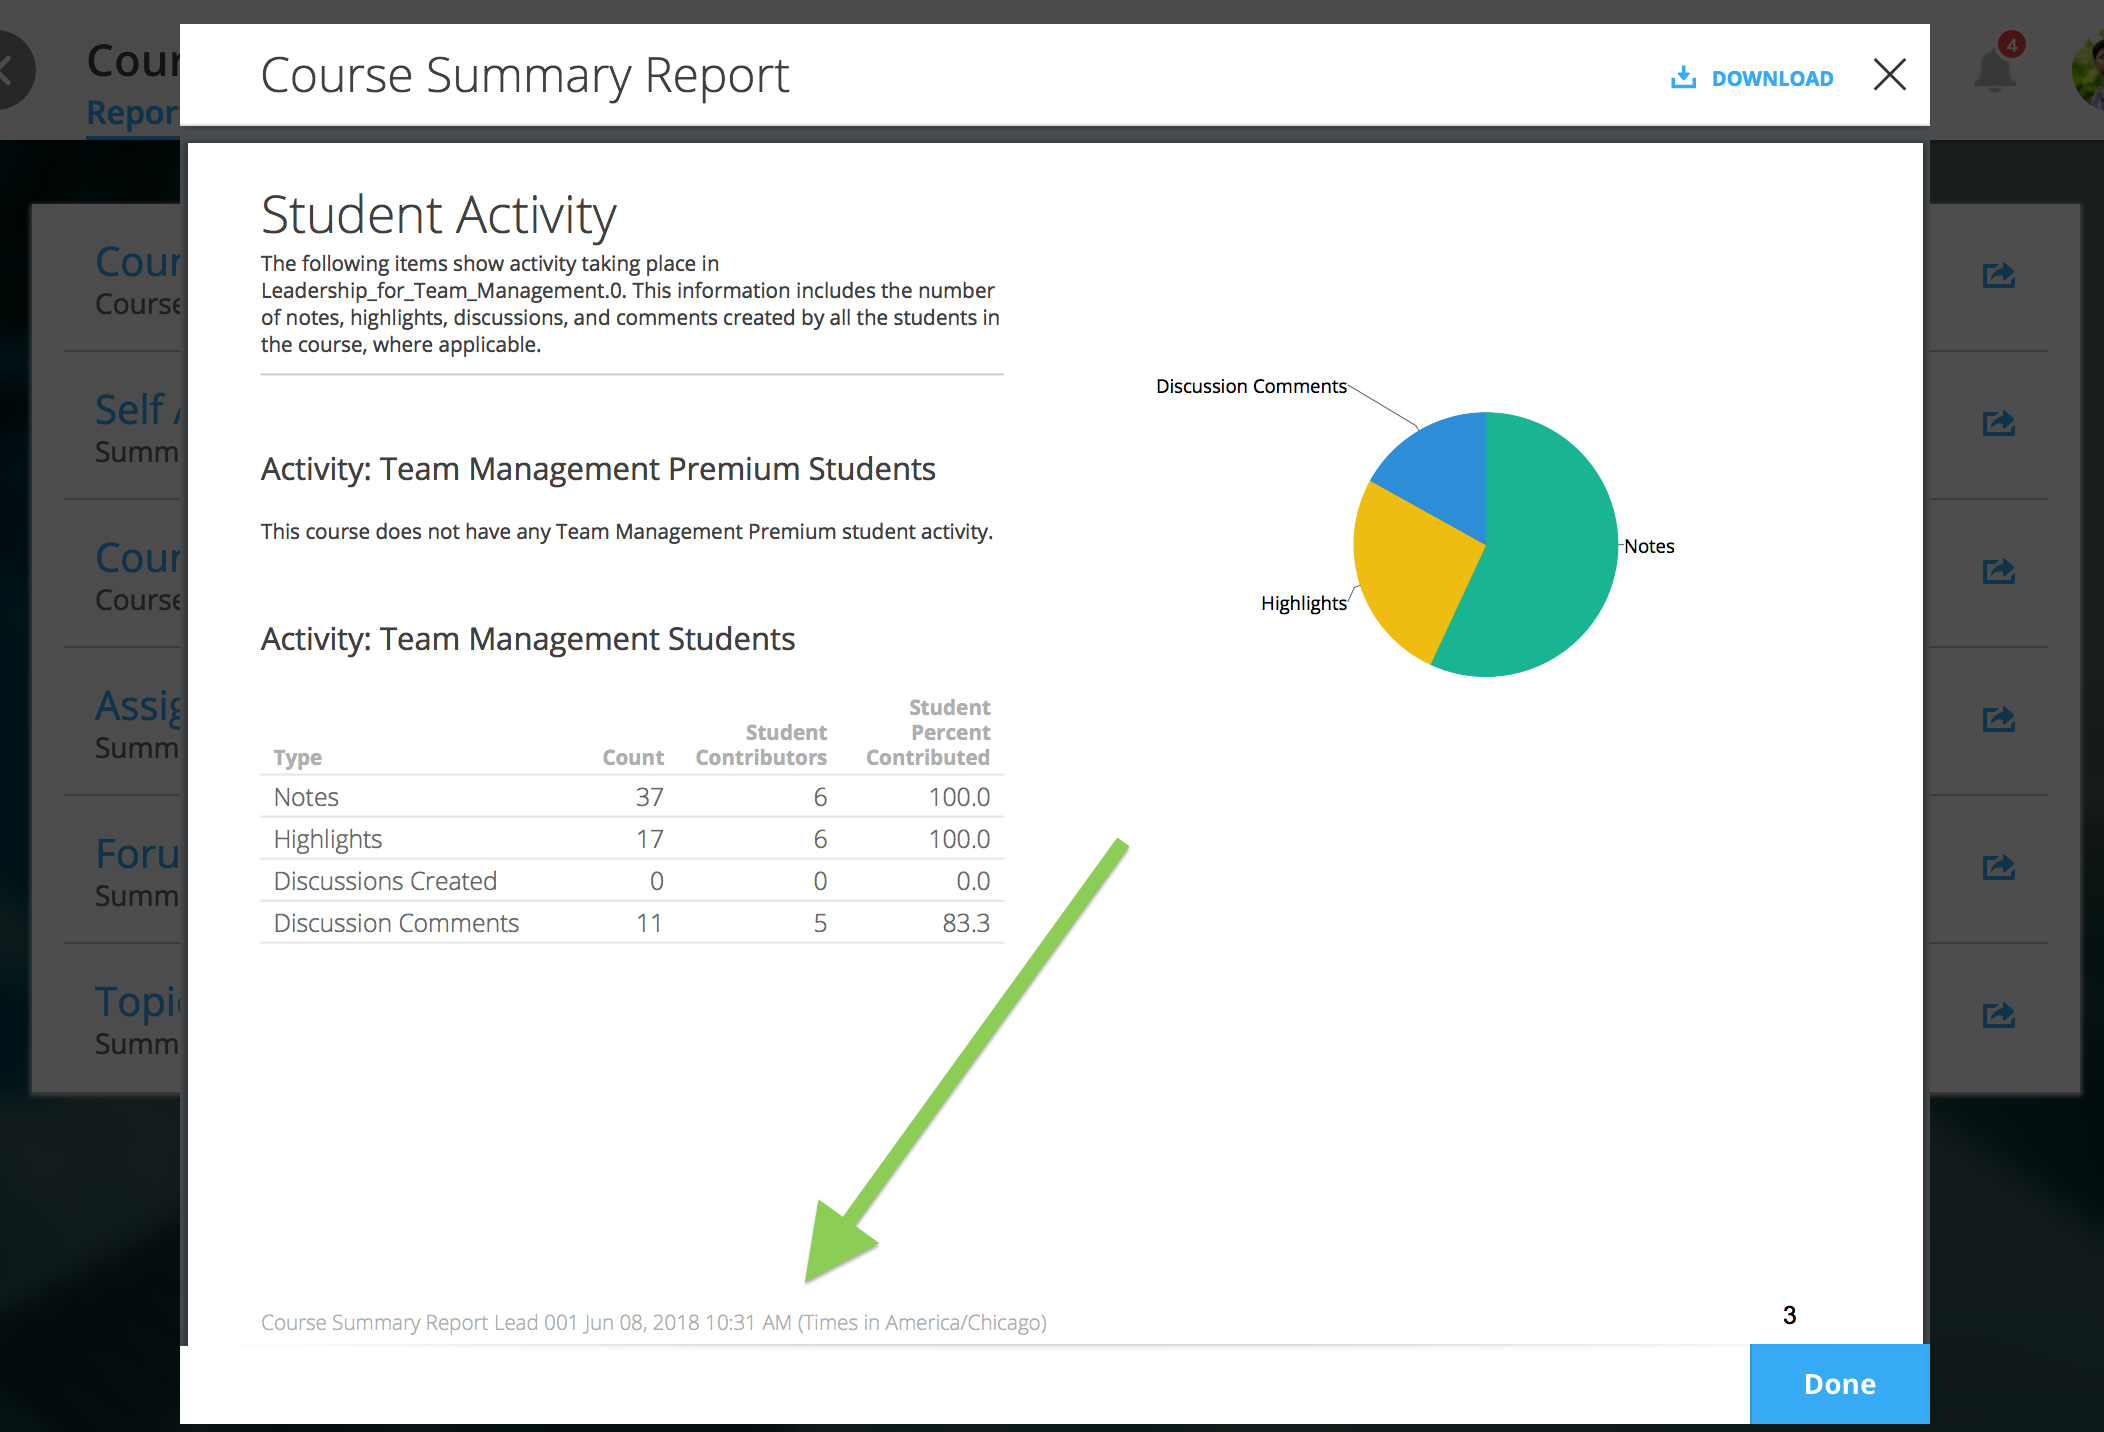 Cour
Repor
Course Summary Report
DOWNLOAD
4
Cour
Course
Self A
Summ
Cour
Course
Assig
Summ
Foru
Summ
Topic
Summ
Student Activity
The following items show activity taking place in
Leadership_for_Team_Management.0. This information includes the number
of notes, highlights, discussions, and comments created by all the students in
the course, where applicable.
Activity: Team Management Premium Students
This course does not have any Team Management Premium student activity.
Activity: Team Management Students
Type Count Student Contributors Student Percent Contributed
Notes 37 6 100.0
Highlights 17 6 100.0
Discussions Created 0 0 0.0
Discussion Comments 11 5 83.3
Discussion Comments
Notes
Highlights
Course Summary Report Lead 001 Jun 08, 2018 10:31 AM (Times in America/Chicago)
3
Done